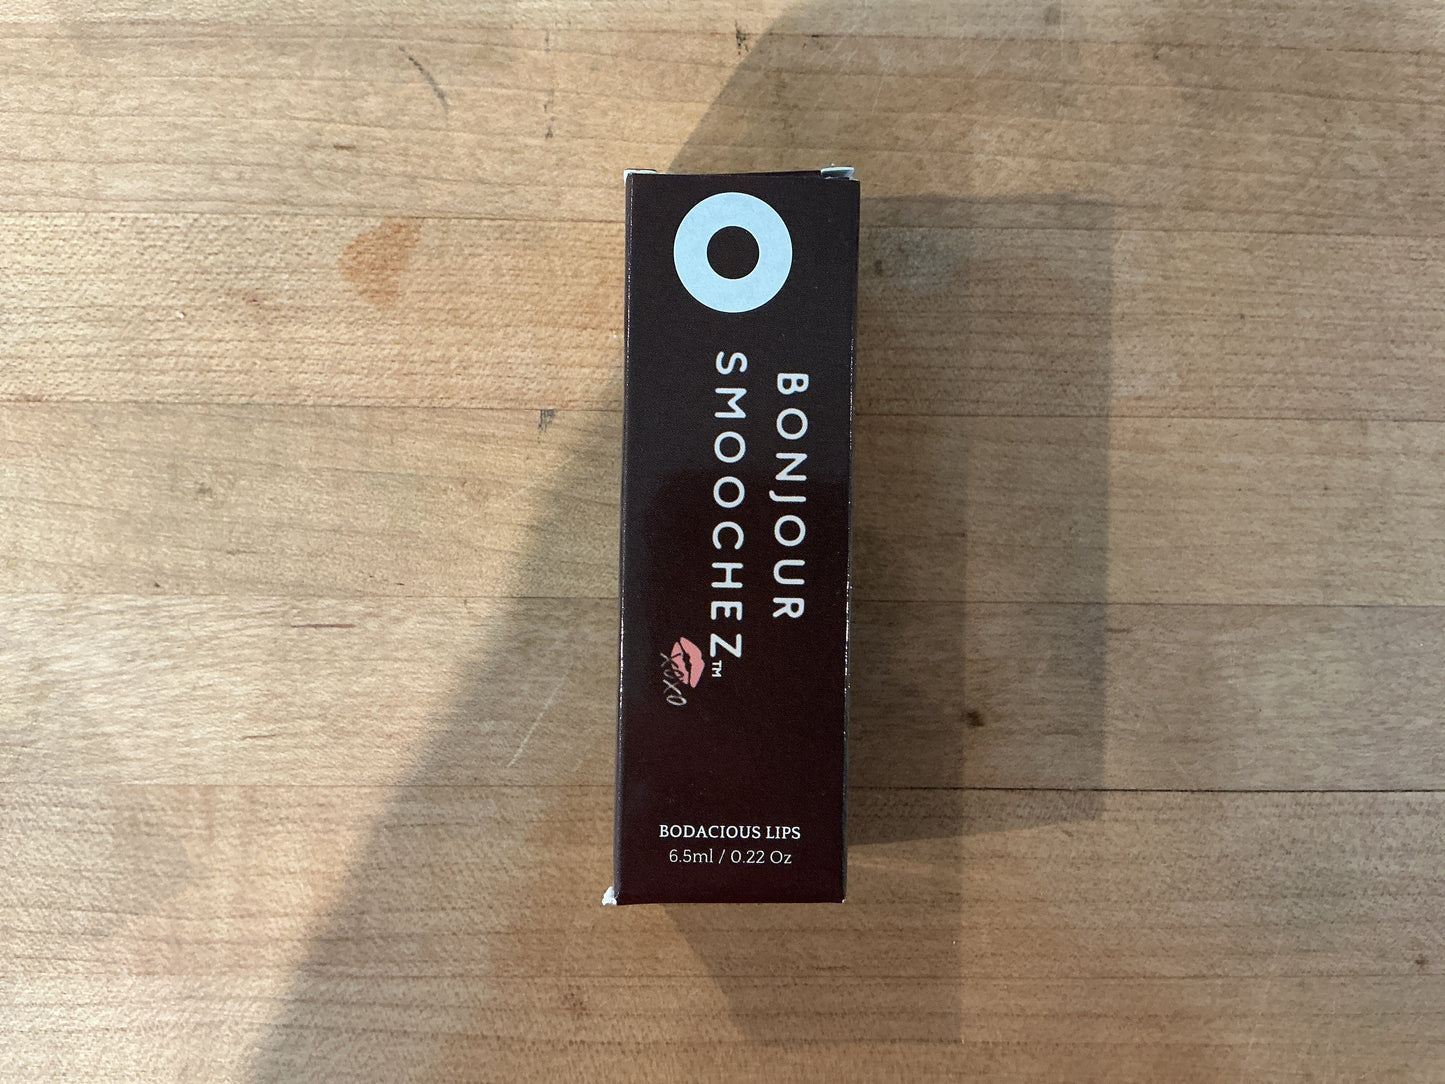 BONJOUR
SMOOCHEZ™
xoxo
BODACIOUS LIPS
6.5ml / 0.22 Oz